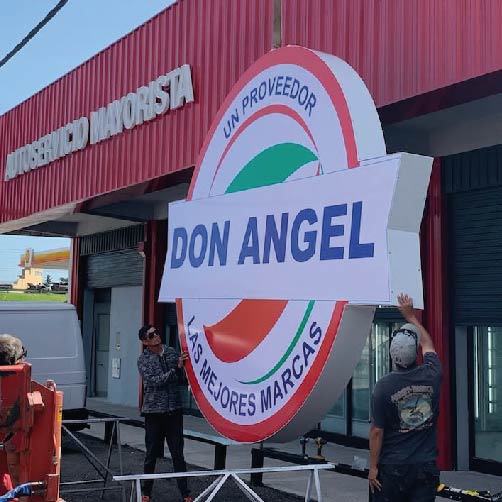 AUTOSERVICIO MAYORISTA
UN PROVEEDOR
DON ANGEL
LAS MEJORES MARCAS